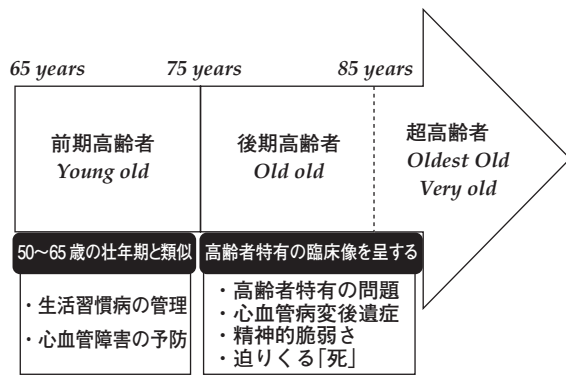 65 years 75 years 85 years
前期高齢者
Young old
後期高齢者
Old old
超高齢者
Oldest Old
Very old
50〜65歳の壮年期と類似
・生活習慣病の管理
・心血管障害の予防
高齢者特有の臨床像を呈する
・高齢者特有の問題
・心血管病変後遺症
・精神的脆弱さ
・迫りくる「死」